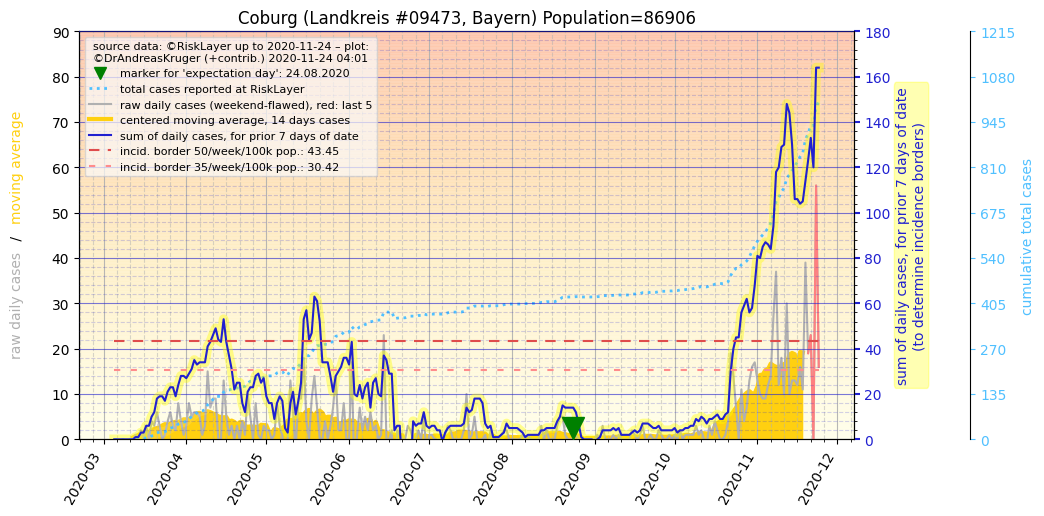 Coburg (Landkreis #09473, Bayern) Population=86906
source data: ©RiskLayer up to 2020-11-24 – plot:
©DrAndreasKruger (+contrib.) 2020-11-24 04:01
marker for 'expectation day': 24.08.2020
total cases reported at RiskLayer
raw daily cases (weekend-flawed), red: last 5
centered moving average, 14 days cases
sum of daily cases, for prior 7 days of date
incid. border 50/week/100k pop.: 43.45
incid. border 35/week/100k pop.: 30.42
raw daily cases / moving average
90
80
70
60
50
40
30
20
10
0
180
160
140
120
100
80
60
40
20
0
sum of daily cases, for prior 7 days of date
(to determine incidence borders)
1215
1080
945
810
675
540
405
270
135
0
cumulative total cases
2020-03
2020-04
2020-05
2020-06
2020-07
2020-08
2020-09
2020-10
2020-11
2020-12